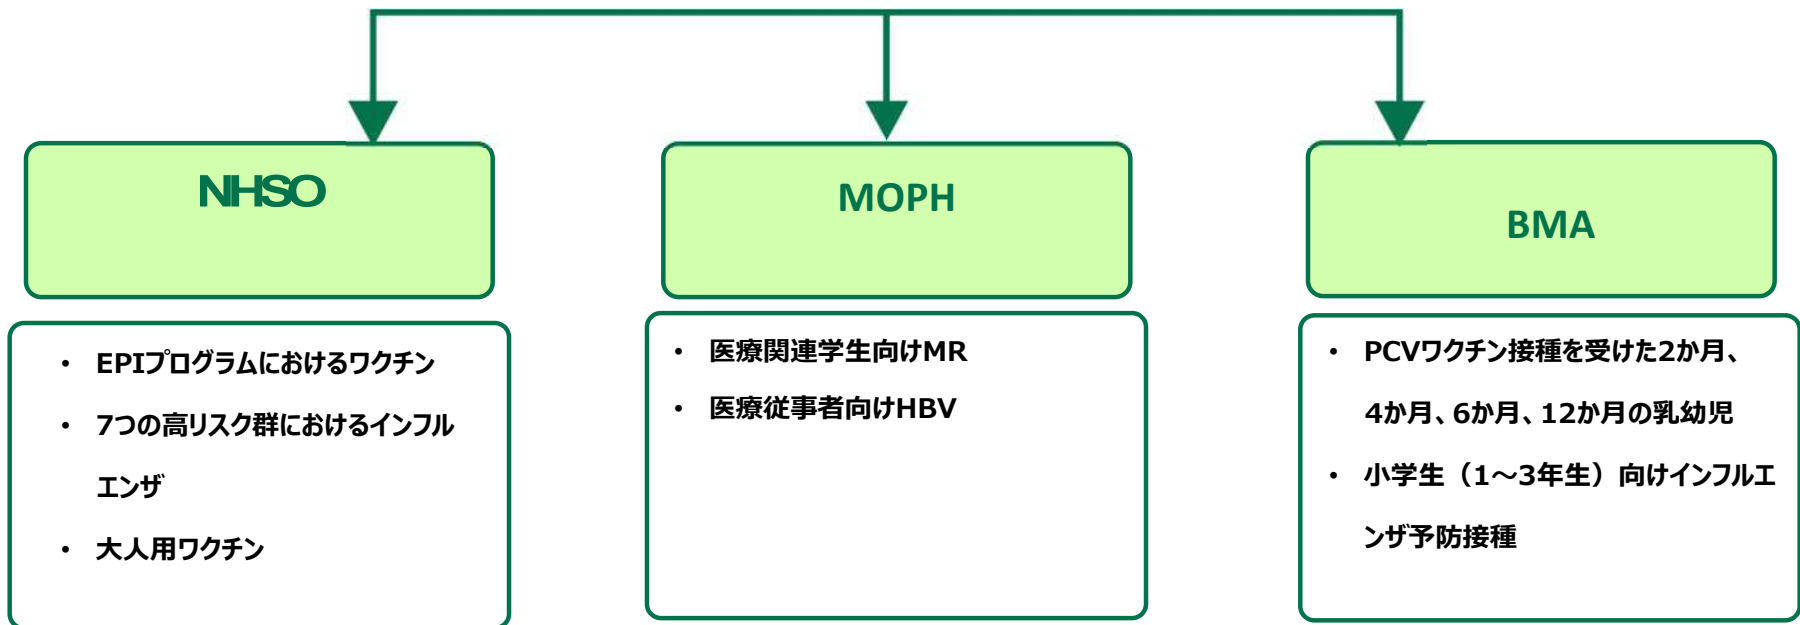 NHSO
• EPIプログラムにおけるワクチン
• 7つの高リスク群におけるインフル
エンザ
• 大人用ワクチン
MOPH
• 医療関連学生向けMR
• 医療従事者向けHBV
BMA
• PCVワクチン接種を受けた2か月、
4か月、6か月、12か月の乳幼児
• 小学生（1～3年生）向けインフルエ
ンザ予防接種